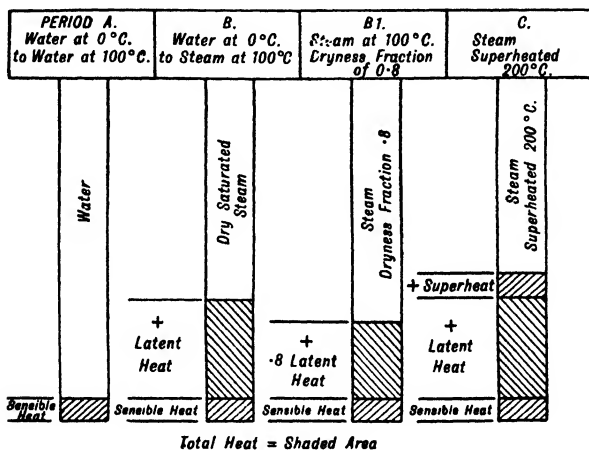 PERIOD A.
Water at 0°C.
to Water at 100°C.
B.
Water at 0°C.
to Steam at 100°C
B1.
Steam at 100°C.
Dryness Fraction
of 0·8
C.
Steam
Superheated
200°C.
Water
Dry Saturated
Steam
Steam
Dryness Fraction ·8
Steam
Superheated 200°C.
+ Superheat
+
Latent
Heat
+
·8 Latent
Heat
+
Latent
Heat
Sensible
Heat
Sensible Heat
Sensible Heat
Sensible Heat
Total Heat = Shaded Area